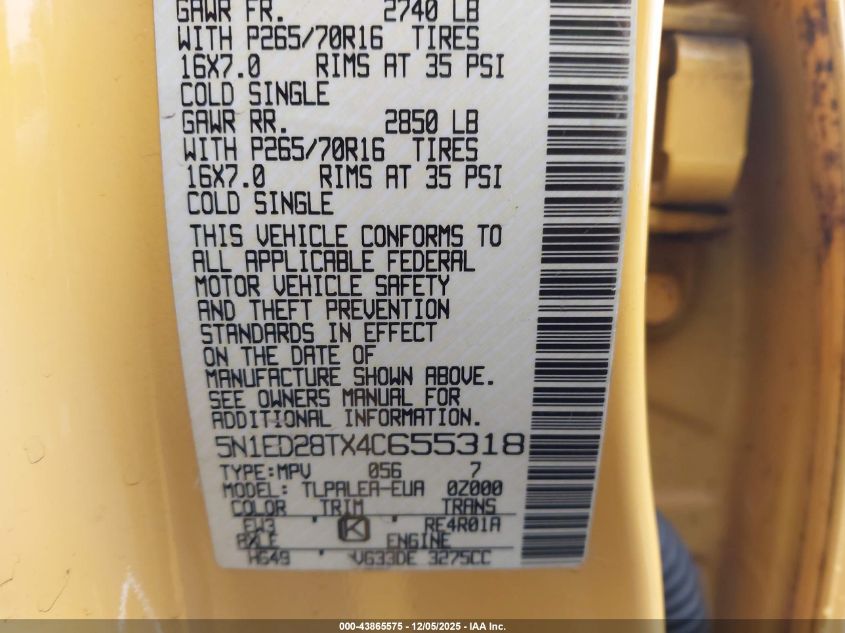 GAWR FR. 2740 LB
WITH P265/70R16 TIRES
16X7.0 RIMS AT 35 PSI
COLD SINGLE
GAWR RR. 2850 LB
WITH P265/70R16 TIRES
16X7.0 RIMS AT 35 PSI
COLD SINGLE
THIS VEHICLE CONFORMS TO
ALL APPLICABLE FEDERAL
MOTOR VEHICLE SAFETY
AND THEFT PREVENTION
STANDARDS IN EFFECT
ON THE DATE OF
MANUFACTURE SHOWN ABOVE.
SEE OWNERS MANUAL FOR
ADDITIONAL INFORMATION.
5N1ED28TX4C655318
TYPE:MPV 056 7
MODEL: TLPALEA-EUA 0Z000
COLOR TRIM TRANS
EW3 K RE4R01A
AXLE ENGINE
HG49 VG33DE 3275CC
000-43865575 - 12/05/2025 - IAA Inc.